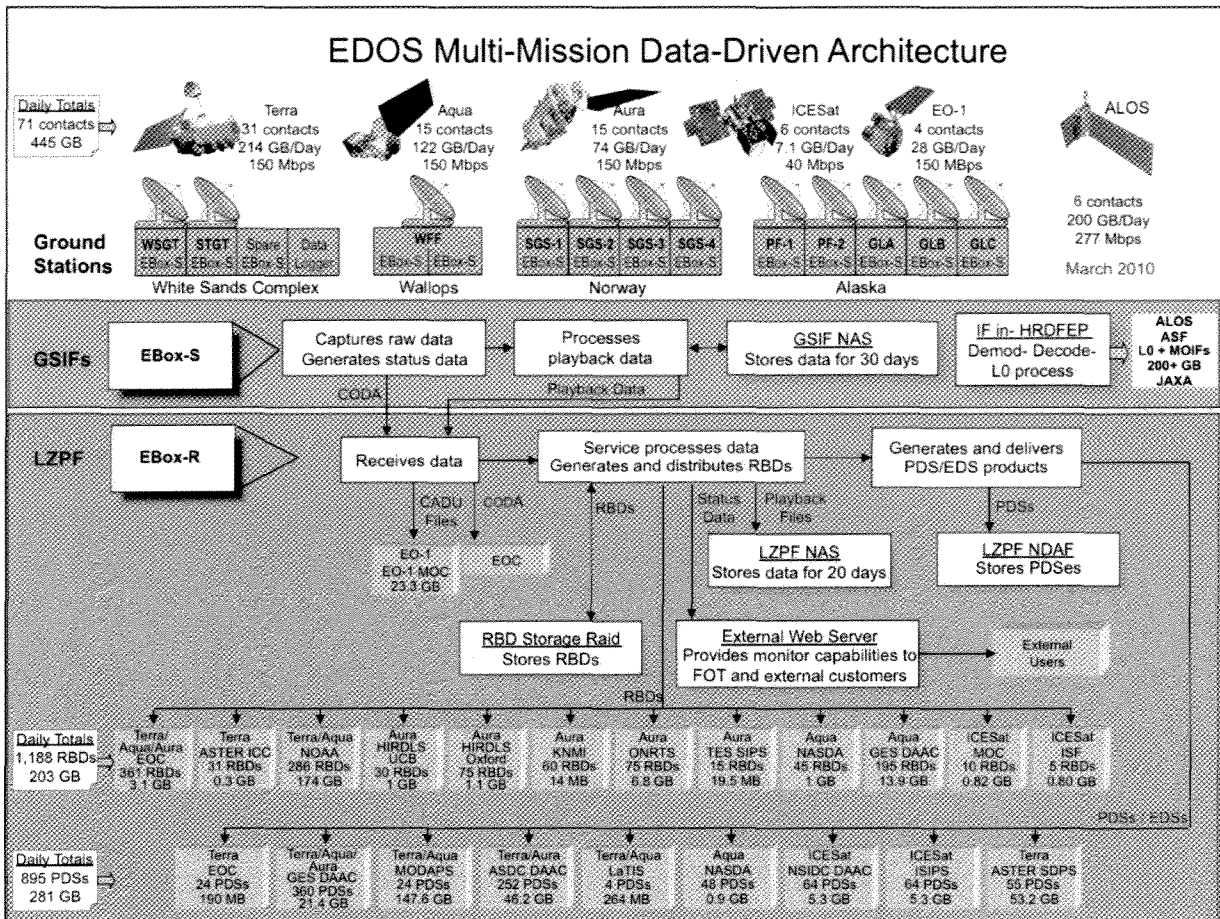 EDOS Multi-Mission Data-Driven Architecture
Daily Totals
71 contacts
445 GB
Terra
31 contacts
214 GB/Day
150 Mbps
Aqua
15 contacts
122 GB/Day
150 Mbps
Aura
15 contacts
74 GB/Day
150 Mbps
ICESat
6 contacts
7.1 GB/Day
40 Mbps
EO-1
4 contacts
28 GB/Day
150 MBps
ALOS
6 contacts
200 GB/Day
277 Mbps
March 2010
Ground
Stations
WSGT
EBox-S
STGT
EBox-S
Spare
EBox-S
Data
Logger
White Sands Complex
WFF
EBox-S
EBox-S
Wallops
SGS-1
EBox-S
SGS-2
EBox-S
SGS-3
EBox-S
SGS-4
EBox-S
Norway
PF-1
EBox-S
PF-2
EBox-S
GLA
EBox-S
GLB
EBox-S
GLC
EBox-S
Alaska
GSIFs
EBox-S
Captures raw data
Generates status data
Processes
playback data
GSIF NAS
Stores data for 30 days
IF in- HRDFEP
Demod- Decode-
L0 process
ALOS
ASF
L0 + MOIFs
200+ GB
JAXA
CODA
Playback Data
LZPF
EBox-R
Receives data
Service processes data
Generates and distributes RBDs
Generates and delivers
PDS/EDS products
CADU
Files
CODA
RBDs
Status
Data
Playback
Files
PDSs
EO-1
EO-1 MOC
23.3 GB
EOC
LZPF NAS
Stores data for 20 days
LZPF NDAF
Stores PDSes
RBD Storage Raid
Stores RBDs
External Web Server
Provides monitor capabilities to
FOT and external customers
External
Users
RBDs
Daily Totals
1,188 RBDs
203 GB
Terra/
Aqua/Aura
EOC
361 RBDs
3.1 GB
Terra
ASTER ICC
31 RBDs
0.3 GB
Terra/Aqua
NOAA
286 RBDs
174 GB
Aura
HIRDLS
UCB
30 RBDs
1 GB
Aura
HIRDLS
Oxford
75 RBDs
1.1 GB
Aura
KNMI
60 RBDs
14 MB
Aura
ONRTS
75 RBDs
6.8 GB
Aura
TES SIPS
15 RBDs
19.5 MB
Aqua
NASDA
45 RBDs
1 GB
Aqua
GES DAAC
195 RBDs
13.9 GB
ICESat
MOC
10 RBDs
0.82 GB
ICESat
ISF
5 RBDs
0.80 GB
PDSs EDSs
Daily Totals
895 PDSs
281 GB
Terra
EOC
24 PDSs
190 MB
Terra/Aqua/
Aura
GES DAAC
360 PDSs
21.4 GB
Terra/Aqua
MODAPS
24 PDSs
147.6 GB
Terra/Aura
ASDC DAAC
252 PDSs
46.2 GB
Terra/Aqua
LaTIS
4 PDSs
264 MB
Aqua
NASDA
48 PDSs
0.9 GB
ICESat
NSIDC DAAC
64 PDSs
5.3 GB
ICESat
ISIPS
64 PDSs
5.3 GB
Terra
ASTER SDPS
55 PDSs
53.2 GB